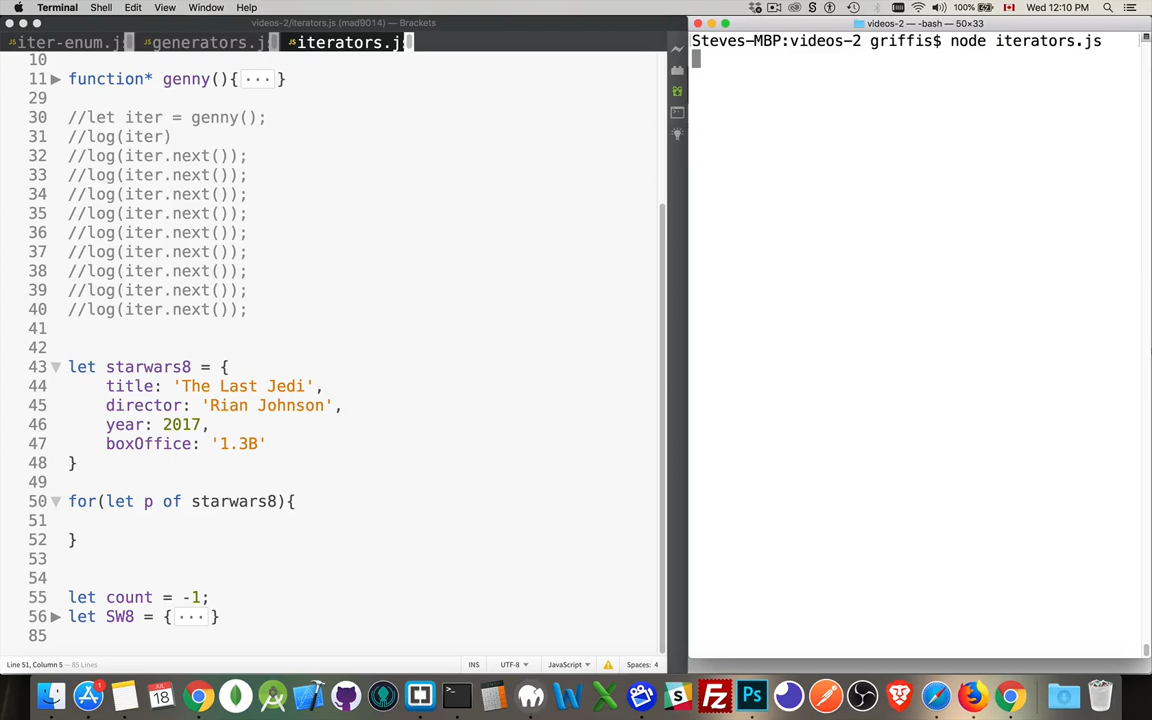 Terminal Shell Edit View Window Help 100% Wed 12:10 PM
videos-2/iterators.js (mad9014) — Brackets
videos-2 — -bash — 50×33
iter-enum.js generators.js iterators.js
Steves-MBP:videos-2 griffis$ node iterators.js
10
11 function* genny(){...}
29
30 //let iter = genny();
31 //log(iter)
32 //log(iter.next());
33 //log(iter.next());
34 //log(iter.next());
35 //log(iter.next());
36 //log(iter.next());
37 //log(iter.next());
38 //log(iter.next());
39 //log(iter.next());
40 //log(iter.next());
41
42
43 let starwars8 = {
44 title: 'The Last Jedi',
45 director: 'Rian Johnson',
46 year: 2017,
47 boxOffice: '1.3B'
48 }
49
50 for(let p of starwars8){
51
52 }
53
54
55 let count = -1;
56 let SW8 = {...}
85
Line 51, Column 5 — 85 Lines INS UTF-8 JavaScript Spaces: 4